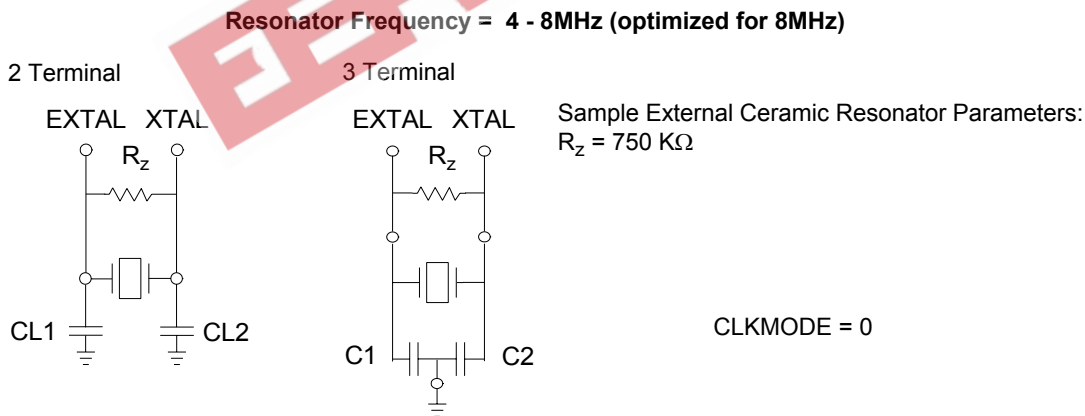 Resonator Frequency = 4 - 8MHz (optimized for 8MHz)
2 Terminal
3 Terminal
EXTAL XTAL
Rz
CL1
CL2
EXTAL XTAL
Rz
C1
C2
Sample External Ceramic Resonator Parameters:
Rz = 750 KΩ
CLKMODE = 0